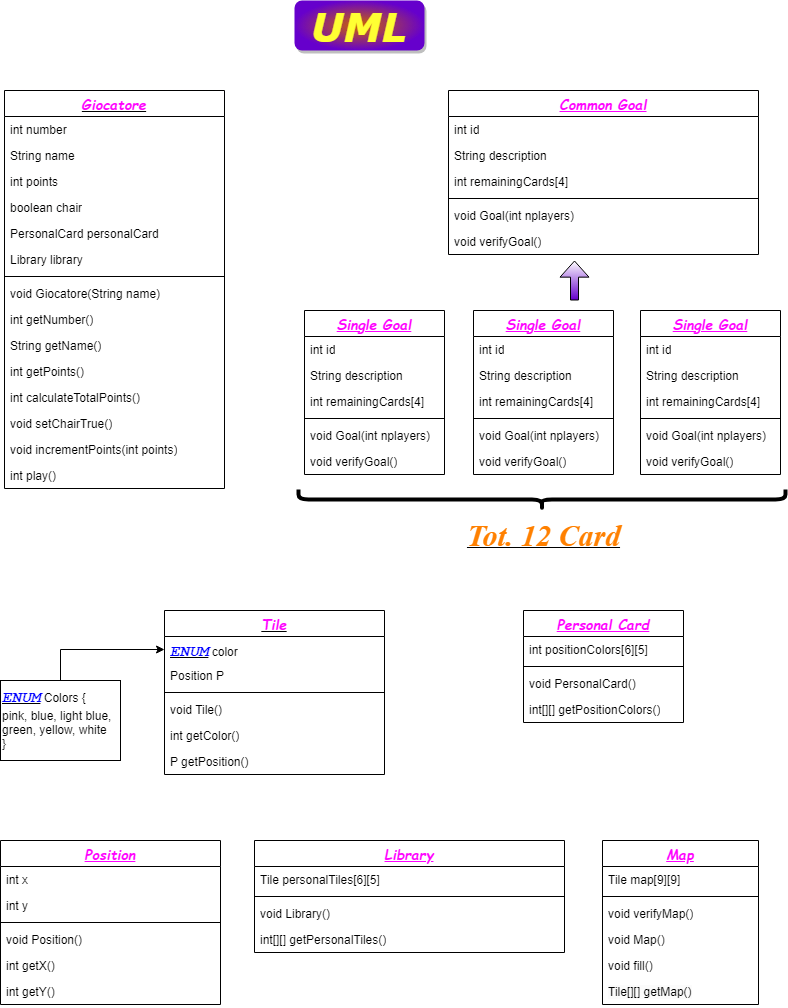 UML
Giocatore
int number
String name
int points
boolean chair
PersonalCard personalCard
Library library
void Giocatore(String name)
int getNumber()
String getName()
int getPoints()
int calculateTotalPoints()
void setChairTrue()
void incrementPoints(int points)
int play()
Common Goal
int id
String description
int remainingCards[4]
void Goal(int nplayers)
void verifyGoal()
Single Goal
int id
String description
int remainingCards[4]
void Goal(int nplayers)
void verifyGoal()
Single Goal
int id
String description
int remainingCards[4]
void Goal(int nplayers)
void verifyGoal()
Single Goal
int id
String description
int remainingCards[4]
void Goal(int nplayers)
void verifyGoal()
Tot. 12 Card
ENUM Colors {
pink, blue, light blue,
green, yellow, white
}
Tile
ENUM color
Position P
void Tile()
int getColor()
P getPosition()
Personal Card
int positionColors[6][5]
void PersonalCard()
int[][] getPositionColors()
Position
int x
int y
void Position()
int getX()
int getY()
Library
Tile personalTiles[6][5]
void Library()
int[][] getPersonalTiles()
Map
Tile map[9][9]
void verifyMap()
void Map()
void fill()
Tile[][] getMap()